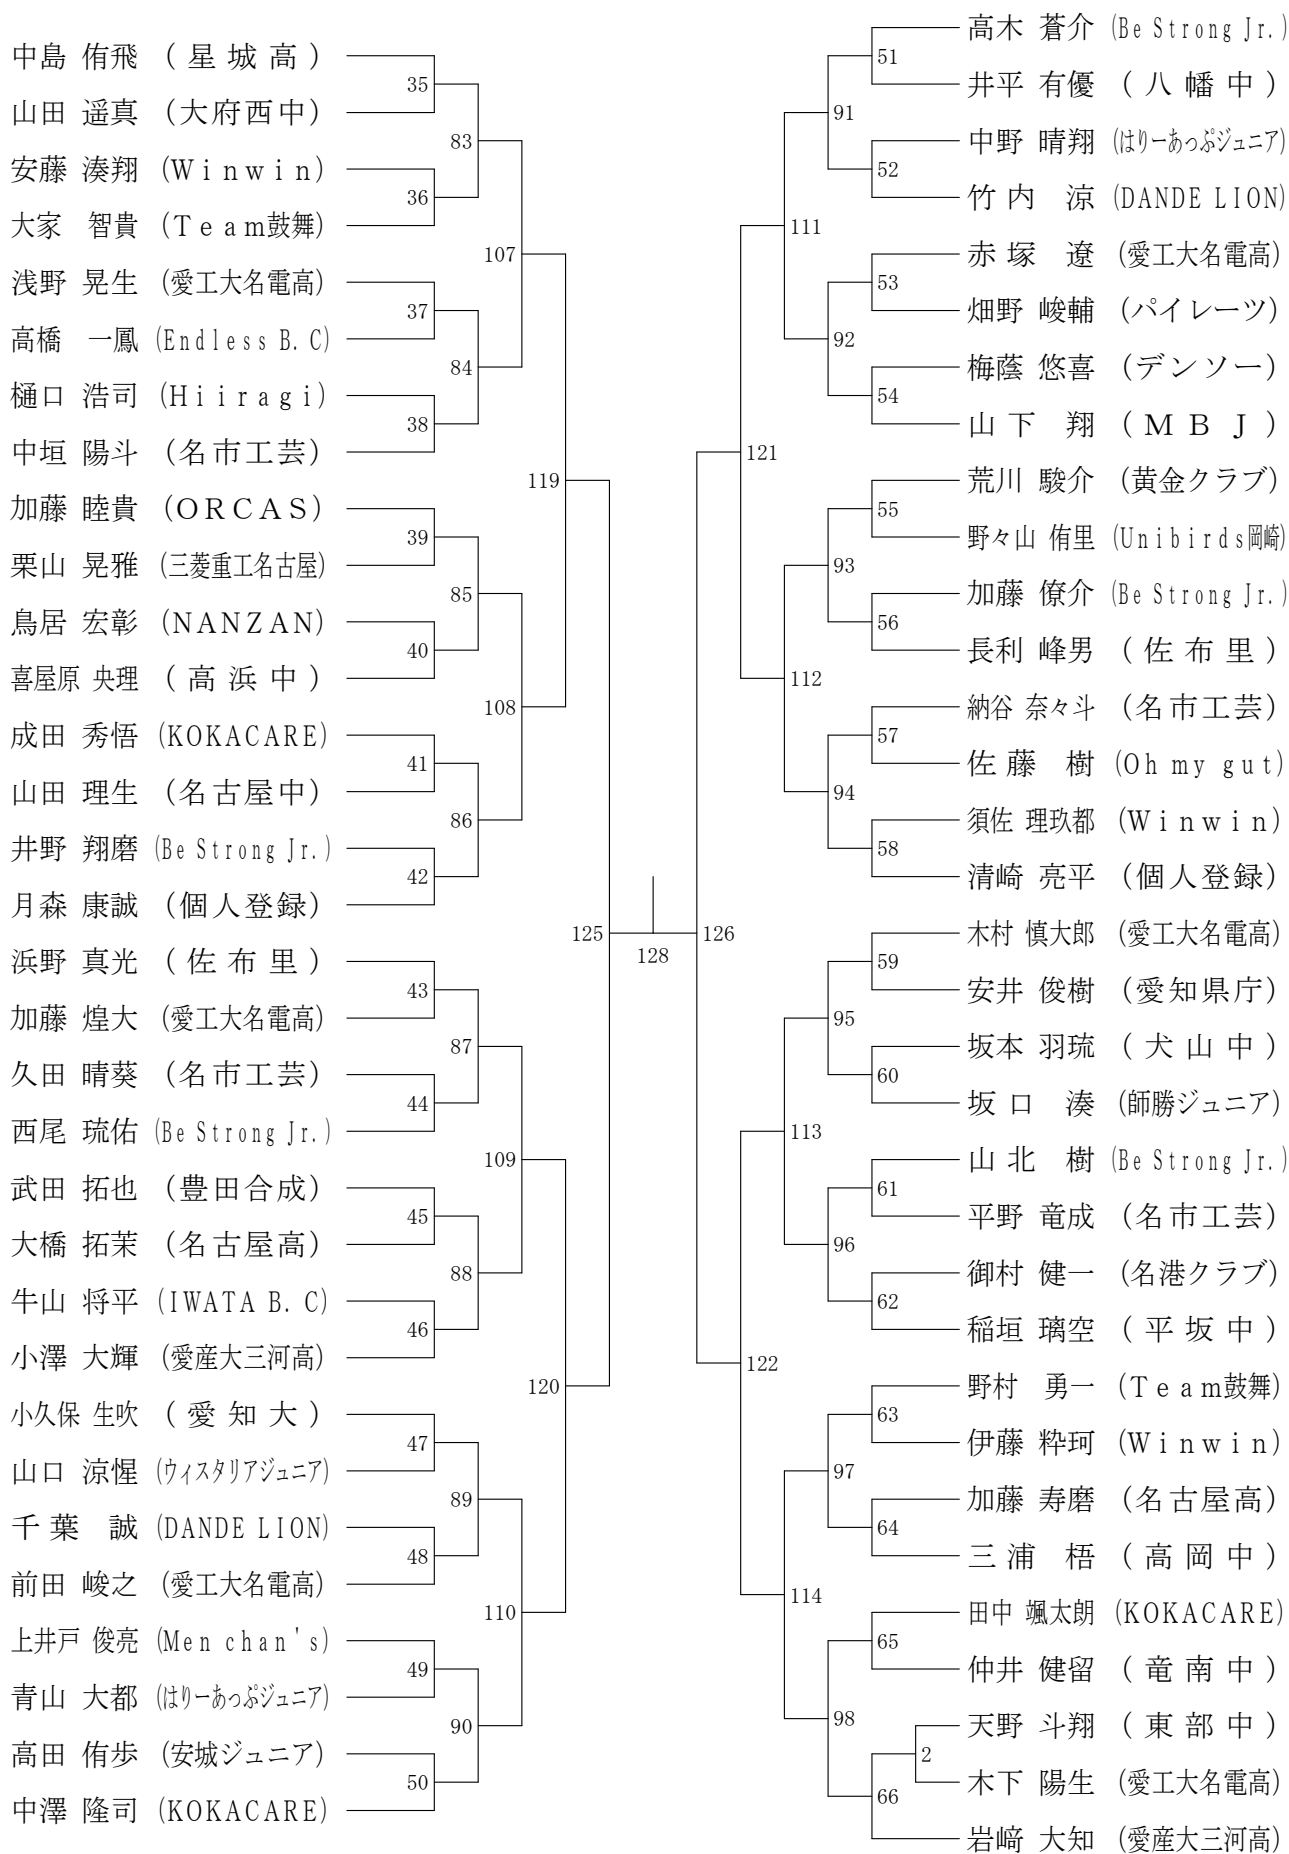 中島 侑飛 (星城高)
山田 遥真 (大府西中)
安藤 湊翔 (Winwin)
大家 智貴 (Team鼓舞)
浅野 晃生 (愛工大名電高)
高橋 一鳳 (Endless B.C)
樋口 浩司 (Hiiragi)
中垣 陽斗 (名市工芸)
加藤 睦貴 (ORCAS)
栗山 晃雅 (三菱重工名古屋)
鳥居 宏彰 (NANZAN)
喜屋原 央理 (高浜中)
成田 秀悟 (KOKACARE)
山田 理生 (名古屋中)
井野 翔磨 (Be Strong Jr.)
月森 康誠 (個人登録)
浜野 真光 (佐布里)
加藤 煌大 (愛工大名電高)
久田 晴葵 (名市工芸)
西尾 琉佑 (Be Strong Jr.)
武田 拓也 (豊田合成)
大橋 拓茉 (名古屋高)
牛山 将平 (IWATA B.C)
小澤 大輝 (愛産大三河高)
小久保 生吹 (愛知大)
山口 涼惺 (ウィスタリアジュニア)
千葉 誠 (DANDE LION)
前田 峻之 (愛工大名電高)
上井戸 俊亮 (Men chan's)
青山 大都 (はりーあっぷジュニア)
高田 侑歩 (安城ジュニア)
中澤 隆司 (KOKACARE)
35
36
37
38
39
40
41
42
43
44
45
46
47
48
49
50
83
84
85
86
87
88
89
90
107
108
109
110
119
120
125
128
126
121
122
111
112
113
114
91
92
93
94
95
96
97
98
51
52
53
54
55
56
57
58
59
60
61
62
63
64
65
66
2
高木 蒼介 (Be Strong Jr.)
井平 有優 (八幡中)
中野 晴翔 (はりーあっぷジュニア)
竹内 涼 (DANDE LION)
赤塚 遼 (愛工大名電高)
畑野 峻輔 (パイレーツ)
梅蔭 悠喜 (デンソー)
山下 翔 (MBJ)
荒川 駿介 (黄金クラブ)
野々山 侑里 (Unibirds岡崎)
加藤 僚介 (Be Strong Jr.)
長利 峰男 (佐布里)
納谷 奈々斗 (名市工芸)
佐藤 樹 (Oh my gut)
須佐 理玖都 (Winwin)
清崎 亮平 (個人登録)
木村 慎大郎 (愛工大名電高)
安井 俊樹 (愛知県庁)
坂本 羽琉 (犬山中)
坂口 湊 (師勝ジュニア)
山北 樹 (Be Strong Jr.)
平野 竜成 (名市工芸)
御村 健一 (名港クラブ)
稲垣 璃空 (平坂中)
野村 勇一 (Team鼓舞)
伊藤 粋珂 (Winwin)
加藤 寿磨 (名古屋高)
三浦 梧 (高岡中)
田中 颯太朗 (KOKACARE)
仲井 健留 (竜南中)
天野 斗翔 (東部中)
木下 陽生 (愛工大名電高)
岩﨑 大知 (愛産大三河高)